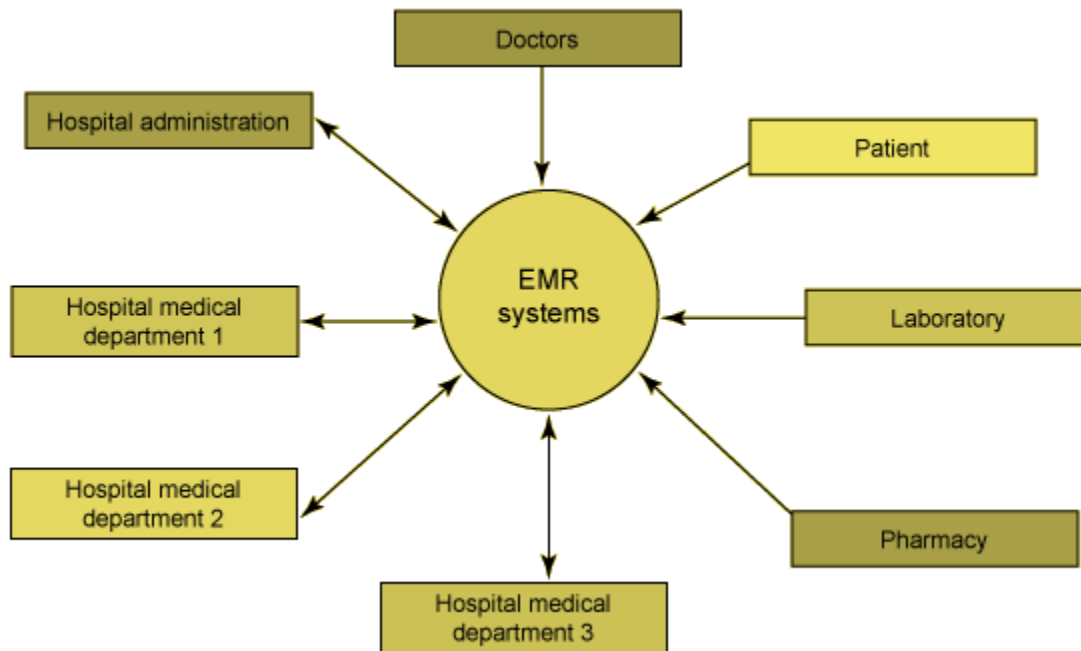 Doctors
Hospital administration
Patient
EMR
systems
Hospital medical
department 1
Laboratory
Hospital medical
department 2
Pharmacy
Hospital medical
department 3